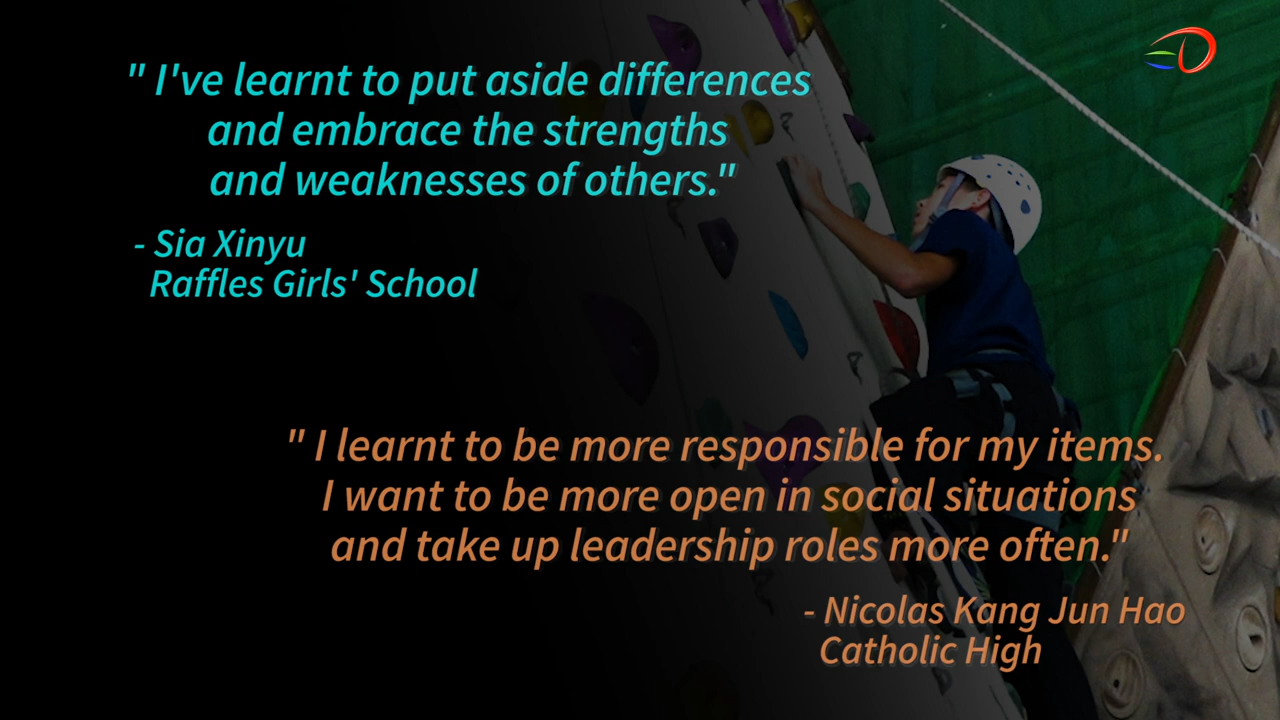 " I've learnt to put aside differences
and embrace the strengths
and weaknesses of others."
- Sia Xinyu
Raffles Girls' School
" I learnt to be more responsible for my items.
I want to be more open in social situations
and take up leadership roles more often."
- Nicolas Kang Jun Hao
Catholic High